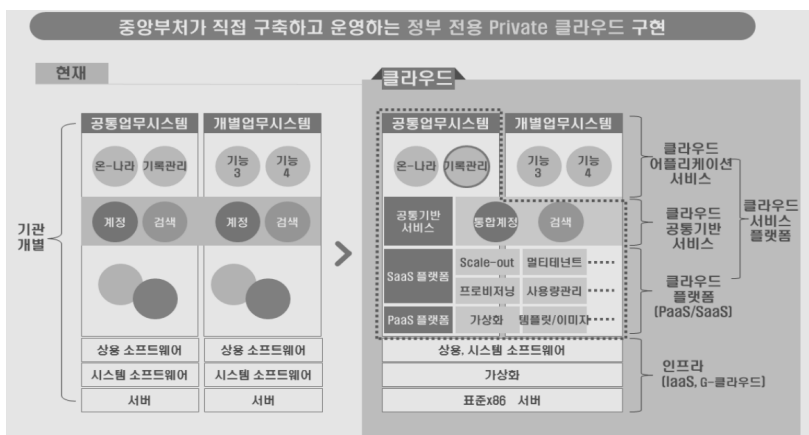 중앙부처가 직접 구축하고 운영하는 정부 전용 Private 클라우드 구현
현재
기관
개별
공통업무시스템
개별업무시스템
온-나라
기록관리
기능
3
기능
4
계정
검색
계정
검색
상용 소프트웨어
상용 소프트웨어
시스템 소프트웨어
시스템 소프트웨어
서버
서버
클라우드
공통업무시스템
개별업무시스템
온-나라
기록관리
기능
3
기능
4
공통기반
서비스
통합계정
검색
SaaS 플랫폼
Scale-out
멀티테넌트
프로비저닝
사용량관리
PaaS 플랫폼
가상화
템플릿/이미지
상용, 시스템 소프트웨어
가상화
표준x86 서버
클라우드
어플리케이션
서비스
클라우드
공통기반
서비스
클라우드
플랫폼
(PaaS/SaaS)
클라우드
서비스
플랫폼
인프라
(IaaS, G-클라우드)